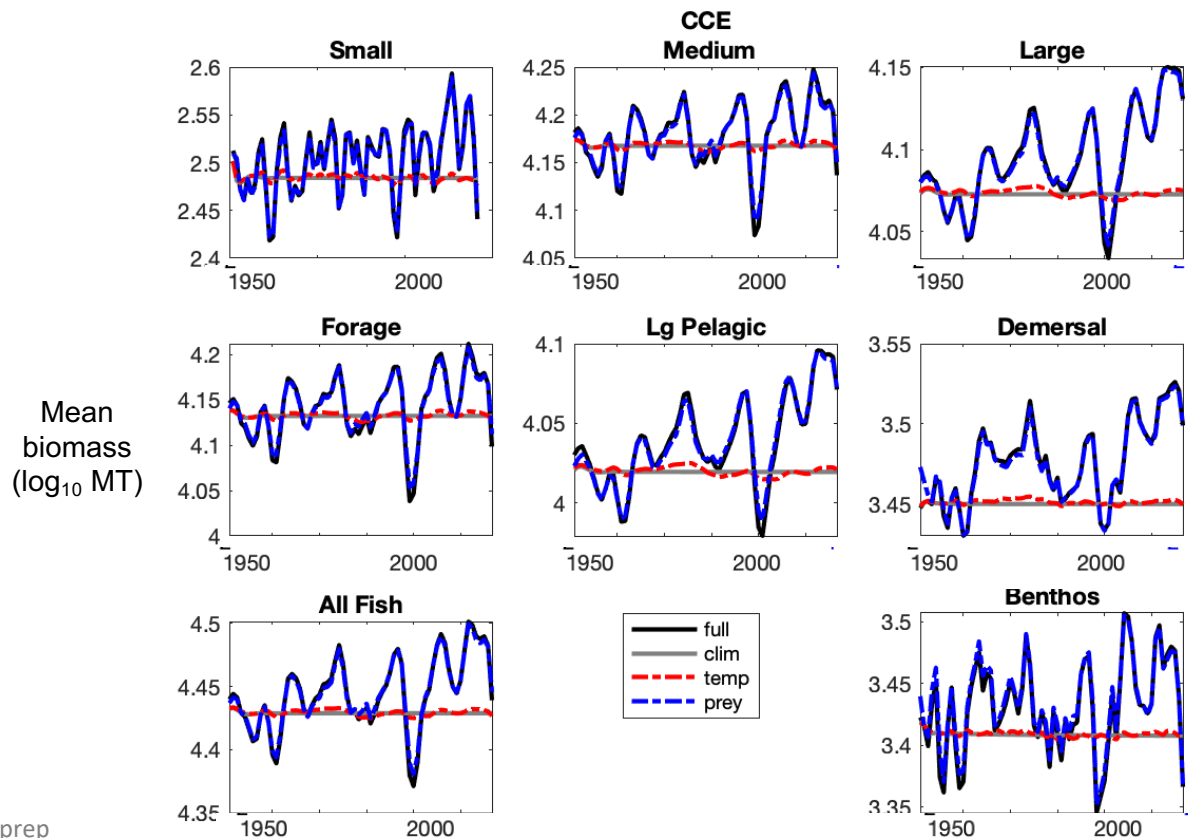 CCE
Small
Medium
Large
2.6
2.55
2.5
2.45
2.4
1950
2000
4.25
4.2
4.15
4.1
4.05
1950
2000
4.15
4.1
4.05
1950
2000
Mean
biomass
(log₁₀ MT)
Forage
Lg Pelagic
Demersal
4.2
4.15
4.1
4.05
4
1950
2000
4.1
4.05
4
1950
2000
3.55
3.5
3.45
1950
2000
All Fish
Benthos
4.5
4.45
4.4
4.35
1950
2000
full
clim
temp
prey
3.5
3.45
3.4
3.35
1950
2000
prep